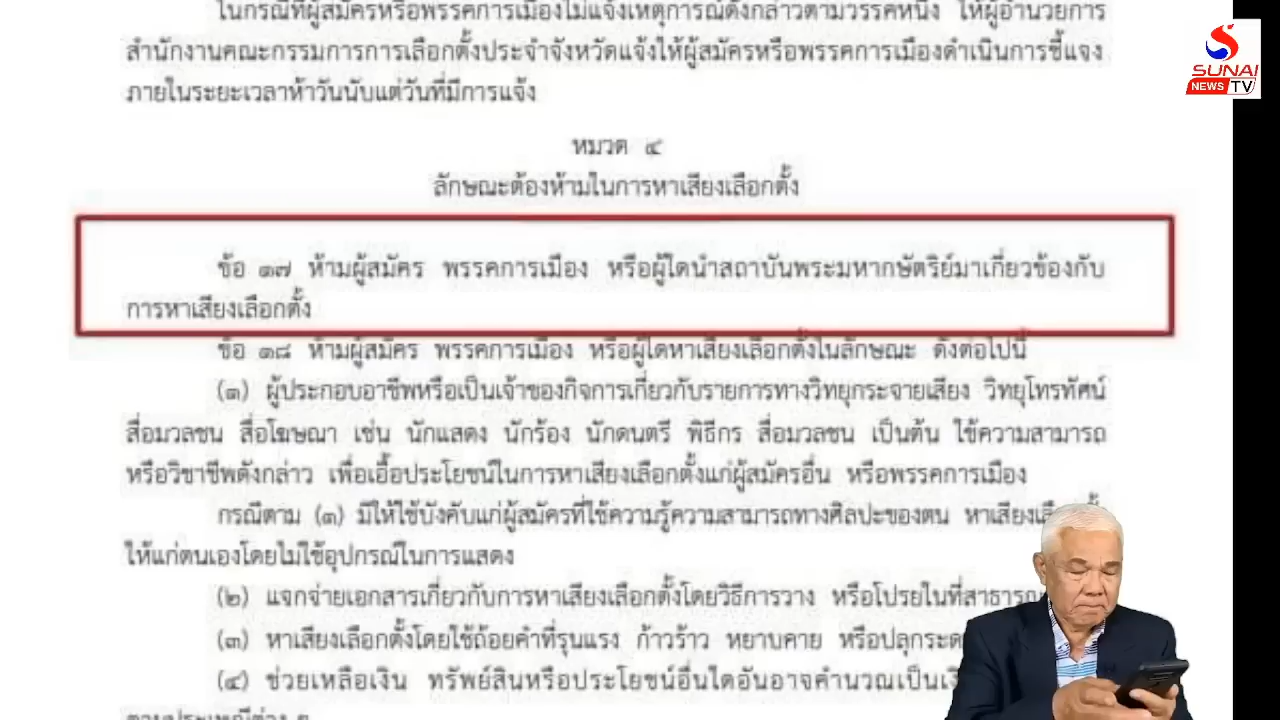 ในกรณีที่ผู้สมัครหรือพรรคการเมืองไม่แจ้งเหตุการณ์ดังกล่าวตามวรรคหนึ่ง ให้ผู้อำนวยการ
สำนักงานคณะกรรมการการเลือกตั้งประจำจังหวัดแจ้งให้ผู้สมัครหรือพรรคการเมืองดำเนินการชี้แจง
ภายในระยะเวลาห้าวันนับแต่วันที่มีการแจ้ง
SUNAI
NEWS TV
หมวด ๔
ลักษณะต้องห้ามในการหาเสียงเลือกตั้ง
ข้อ ๑๗ ห้ามผู้สมัคร พรรคการเมือง หรือผู้ใดนำสถาบันพระมหากษัตริย์มาเกี่ยวข้องกับ
การหาเสียงเลือกตั้ง
ข้อ ๑๘ ห้ามผู้สมัคร พรรคการเมือง หรือผู้ใดหาเสียงเลือกตั้งในลักษณะ ดังต่อไปนี้
(๑) ผู้ประกอบอาชีพหรือเป็นเจ้าของกิจการเกี่ยวกับรายการทางวิทยุกระจายเสียง วิทยุโทรทัศน์
สื่อมวลชน สื่อโฆษณา เช่น นักแสดง นักร้อง นักดนตรี พิธีกร สื่อมวลชน เป็นต้น ใช้ความสามารถ
หรือวิชาชีพดังกล่าว เพื่อเอื้อประโยชน์ในการหาเสียงเลือกตั้งแก่ผู้สมัครอื่น หรือพรรคการเมือง
กรณีตาม (๑) มิให้ใช้บังคับแก่ผู้สมัครที่ใช้ความรู้ความสามารถทางศิลปะของตน หาเสียงเลือกตั้ง
ให้แก่ตนเองโดยไม่ใช้อุปกรณ์ในการแสดง
(๒) แจกจ่ายเอกสารเกี่ยวกับการหาเสียงเลือกตั้งโดยวิธีการวาง หรือโปรยในที่สาธารณ
(๓) หาเสียงเลือกตั้งโดยใช้ถ้อยคำที่รุนแรง ก้าวร้าว หยาบคาย หรือปลุกระด
(๔) ช่วยเหลือเงิน ทรัพย์สินหรือประโยชน์อื่นใดอันอาจคำนวณเป็นเงิ
ตามประเพณีต่าง ๆ